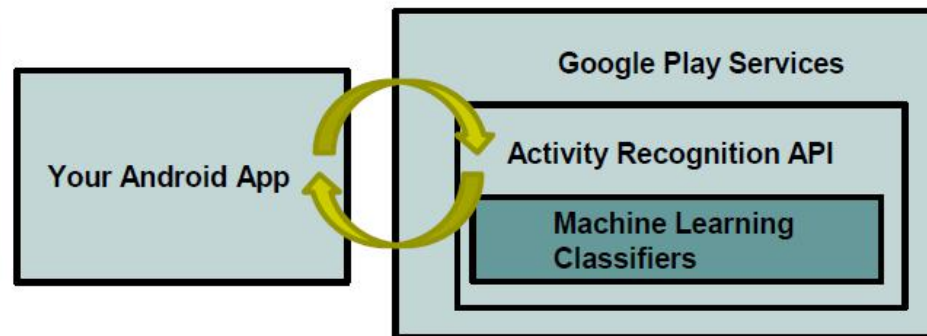 Google Play Services
Your Android App
Activity Recognition API
Machine Learning
Classifiers